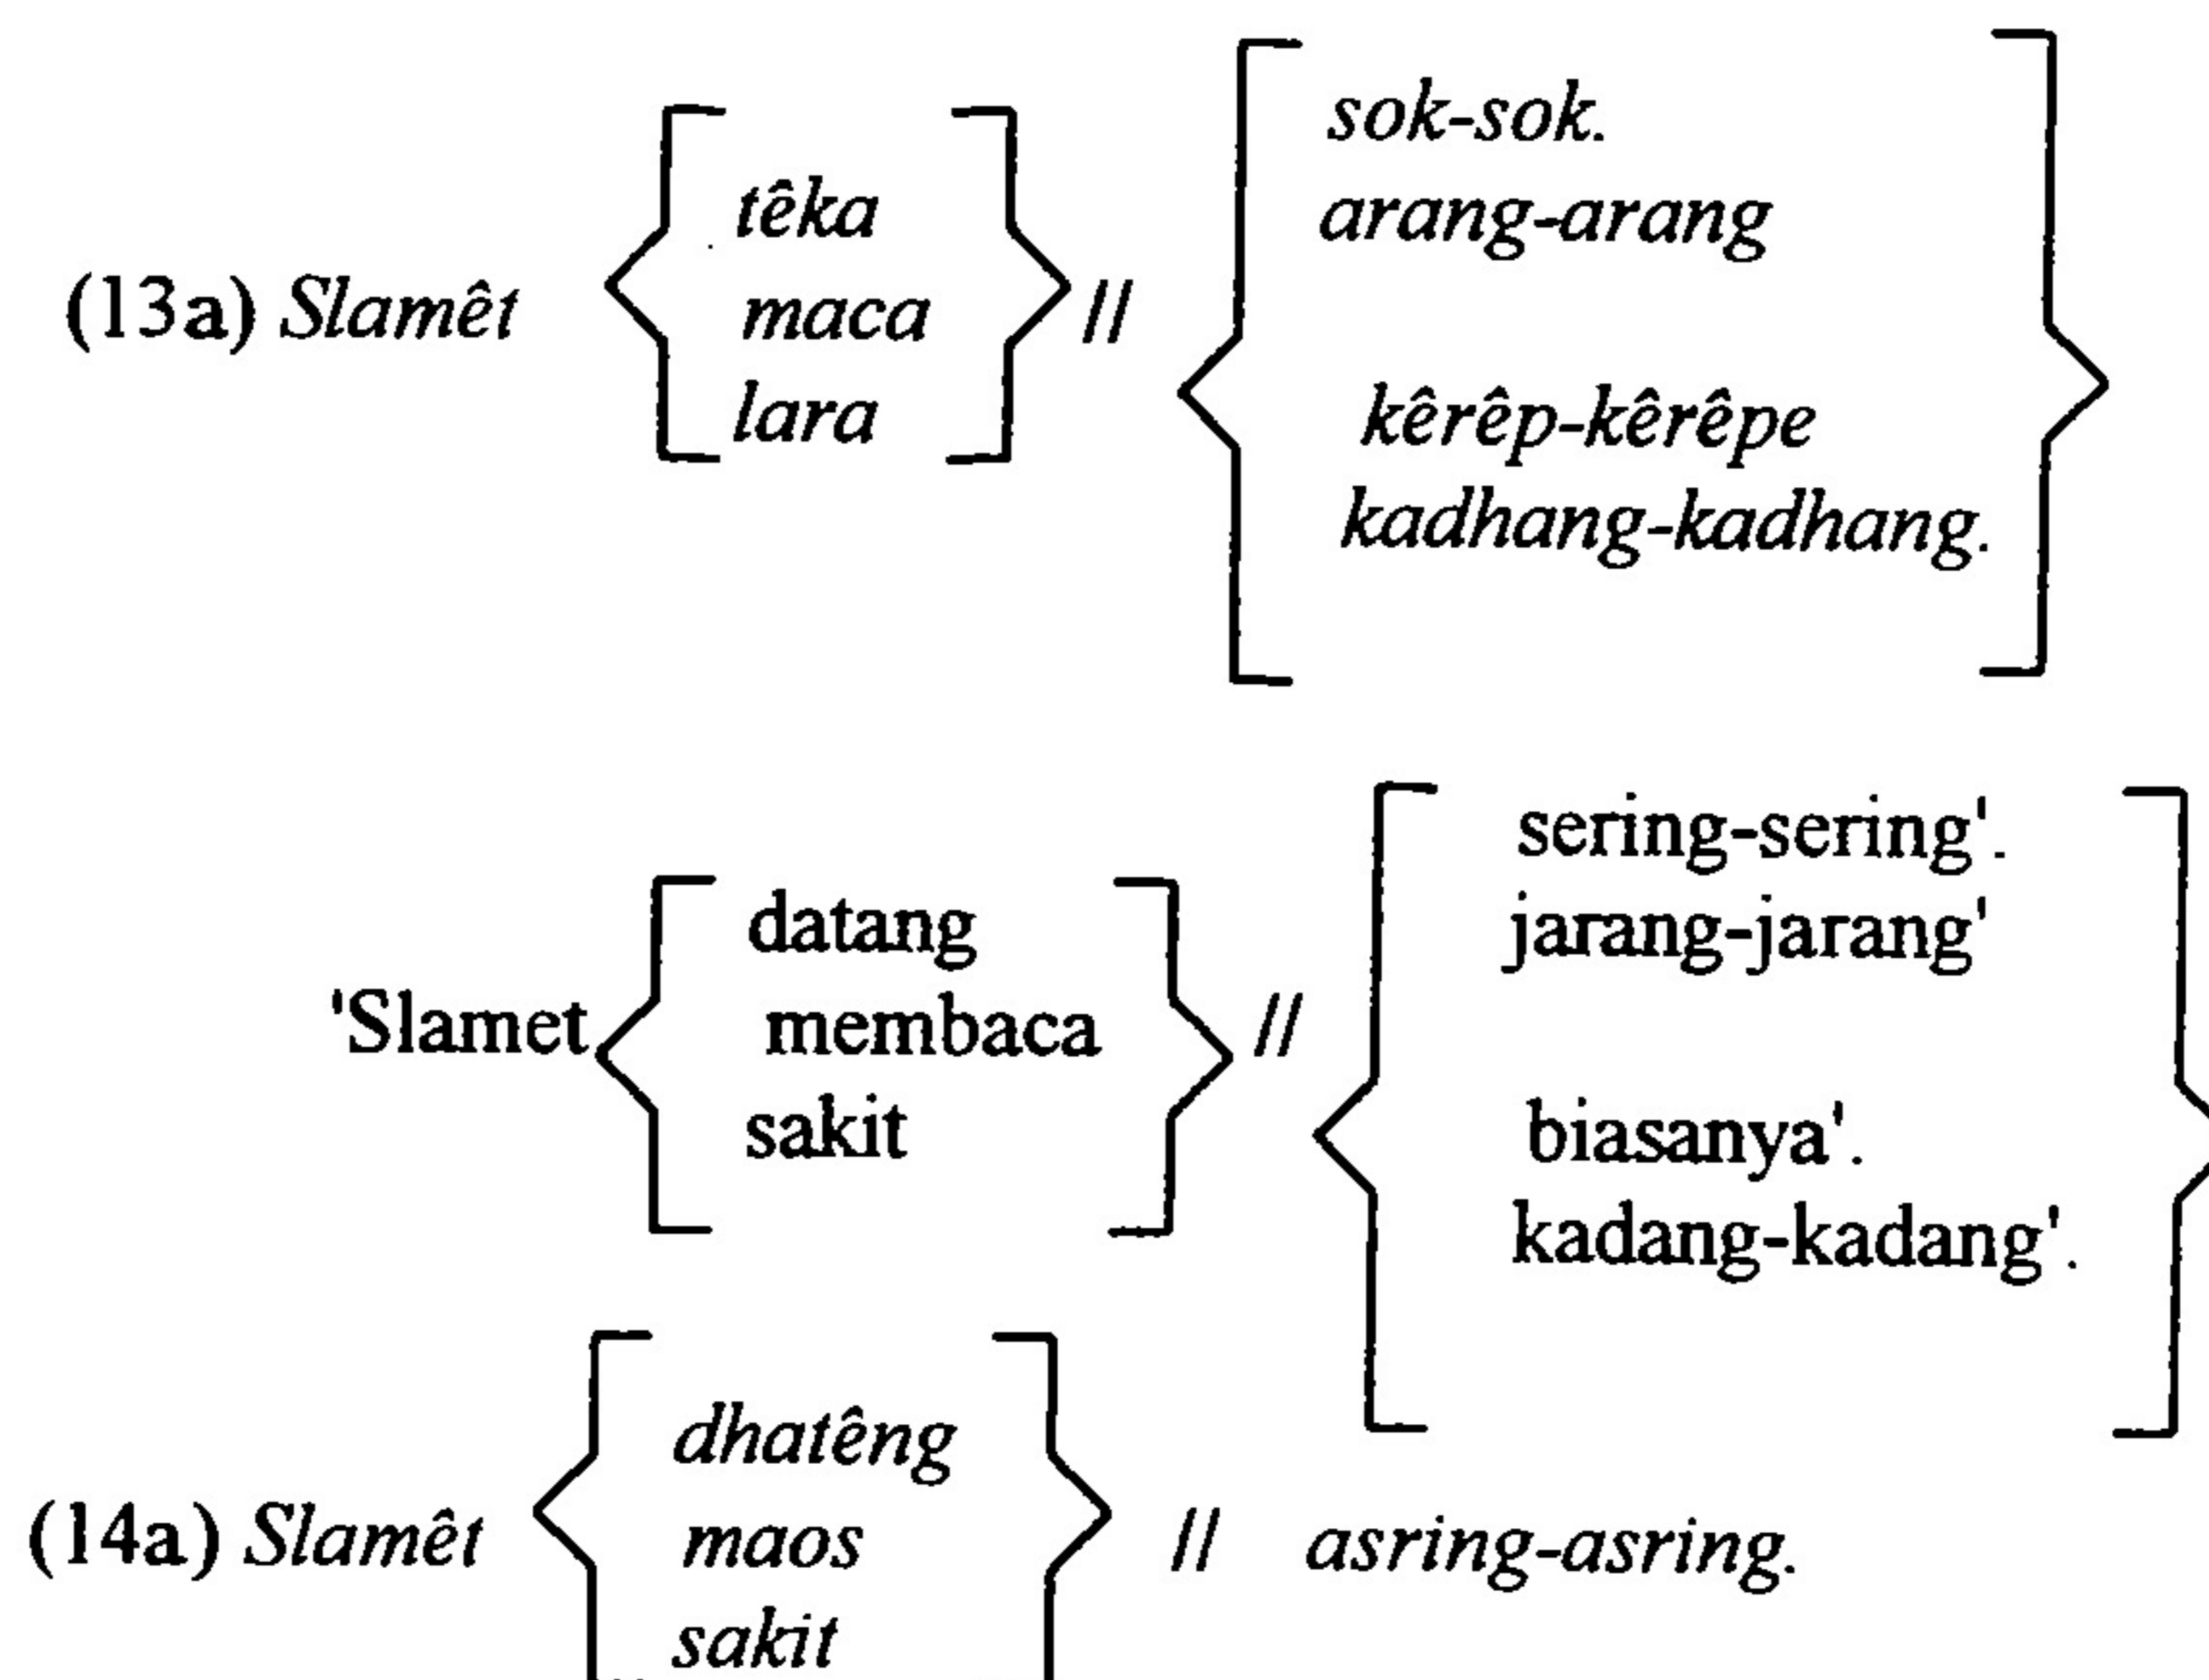 sok-sok.
têka arang-arang
(13a) Slamêt maca //
lara kêrêp-kêrêpe
kadhang-kadhang.
sering-sering'.
datang jarang-jarang'
'Slamet membaca //
sakit biasanya'.
kadang-kadang'.
dhatêng
(14a) Slamêt maos // asring-asring.
sakit